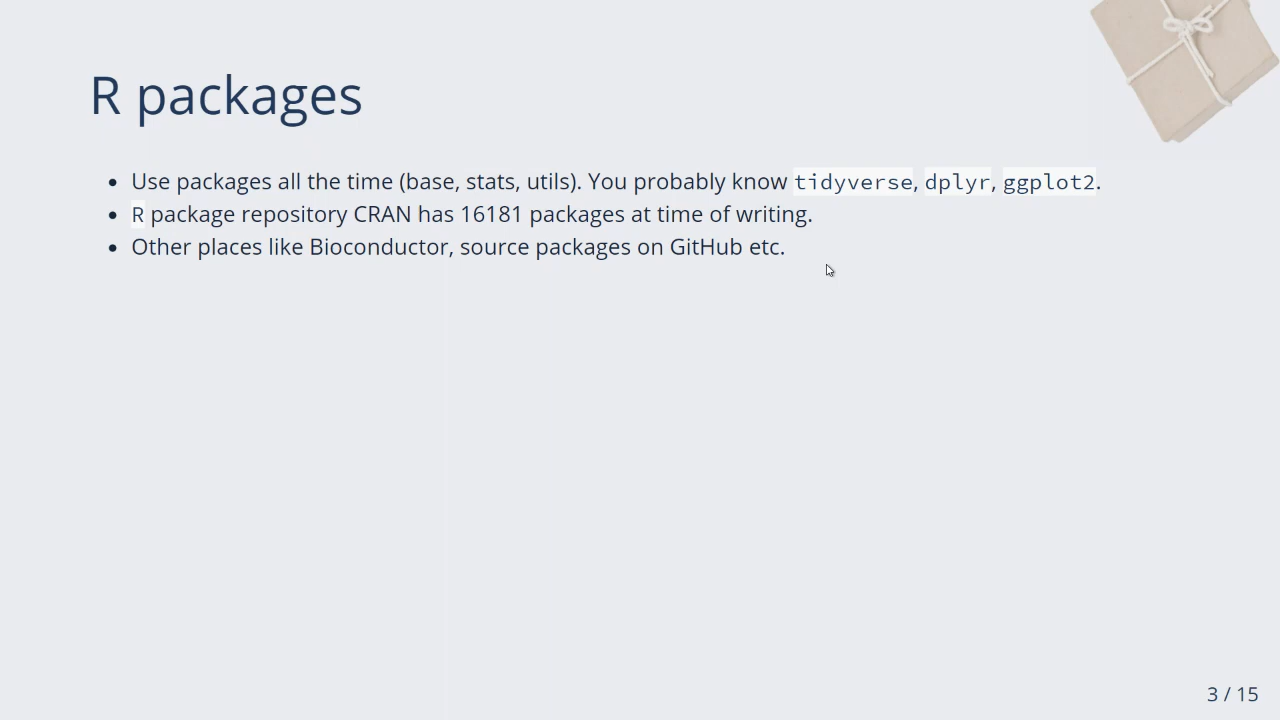 R packages
Use packages all the time (base, stats, utils). You probably know tidyverse, dplyr, ggplot2.
R package repository CRAN has 16181 packages at time of writing.
Other places like Bioconductor, source packages on GitHub etc.
3 / 15